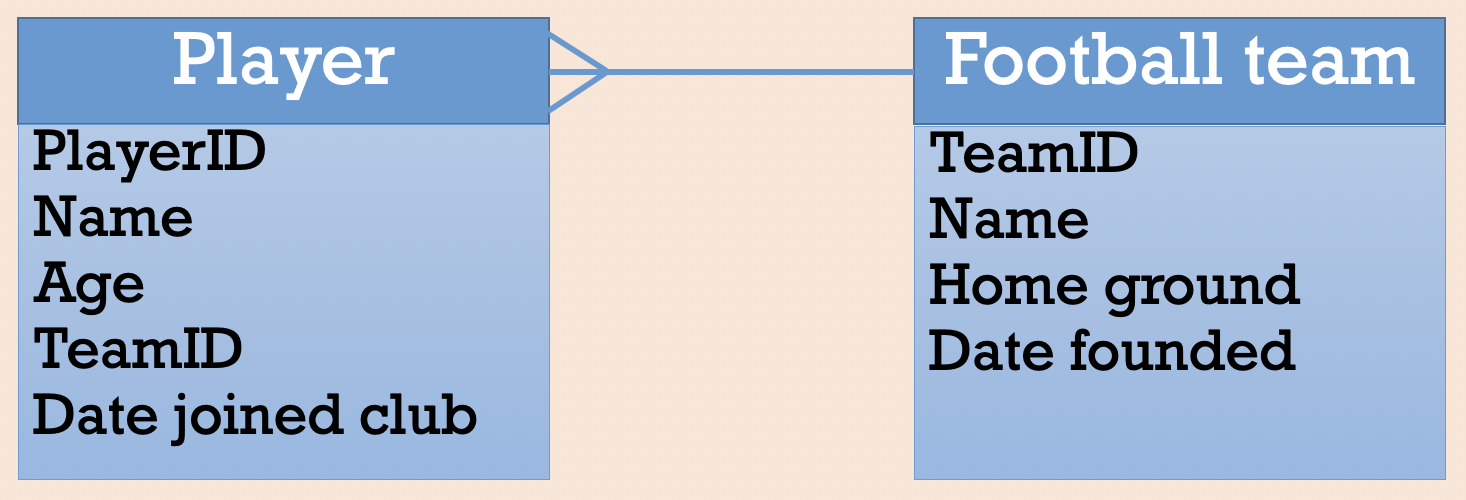 Player
PlayerID
Name
Age
TeamID
Date joined club
Football team
TeamID
Name
Home ground
Date founded